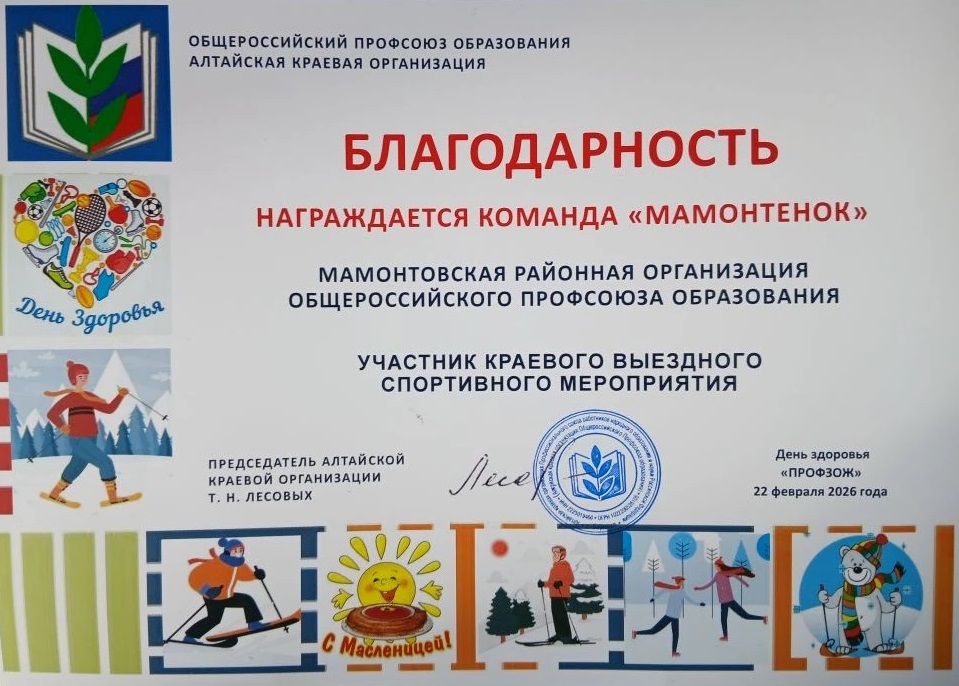 ОБЩЕРОССИЙСКИЙ ПРОФСОЮЗ ОБРАЗОВАНИЯ
АЛТАЙСКАЯ КРАЕВАЯ ОРГАНИЗАЦИЯ
БЛАГОДАРНОСТЬ
НАГРАЖДАЕТСЯ КОМАНДА «МАМОНТЕНОК»
МАМОНТОВСКАЯ РАЙОННАЯ ОРГАНИЗАЦИЯ
ОБЩЕРОССИЙСКОГО ПРОФСОЮЗА ОБРАЗОВАНИЯ
День Здоровья
УЧАСТНИК КРАЕВОГО ВЫЕЗДНОГО
СПОРТИВНОГО МЕРОПРИЯТИЯ
ПРЕДСЕДАТЕЛЬ АЛТАЙСКОЙ
КРАЕВОЙ ОРГАНИЗАЦИИ
Т. Н. ЛЕСОВЫХ
День здоровья
«ПРОФЗОЖ»
22 февраля 2026 года
С Масленицей!